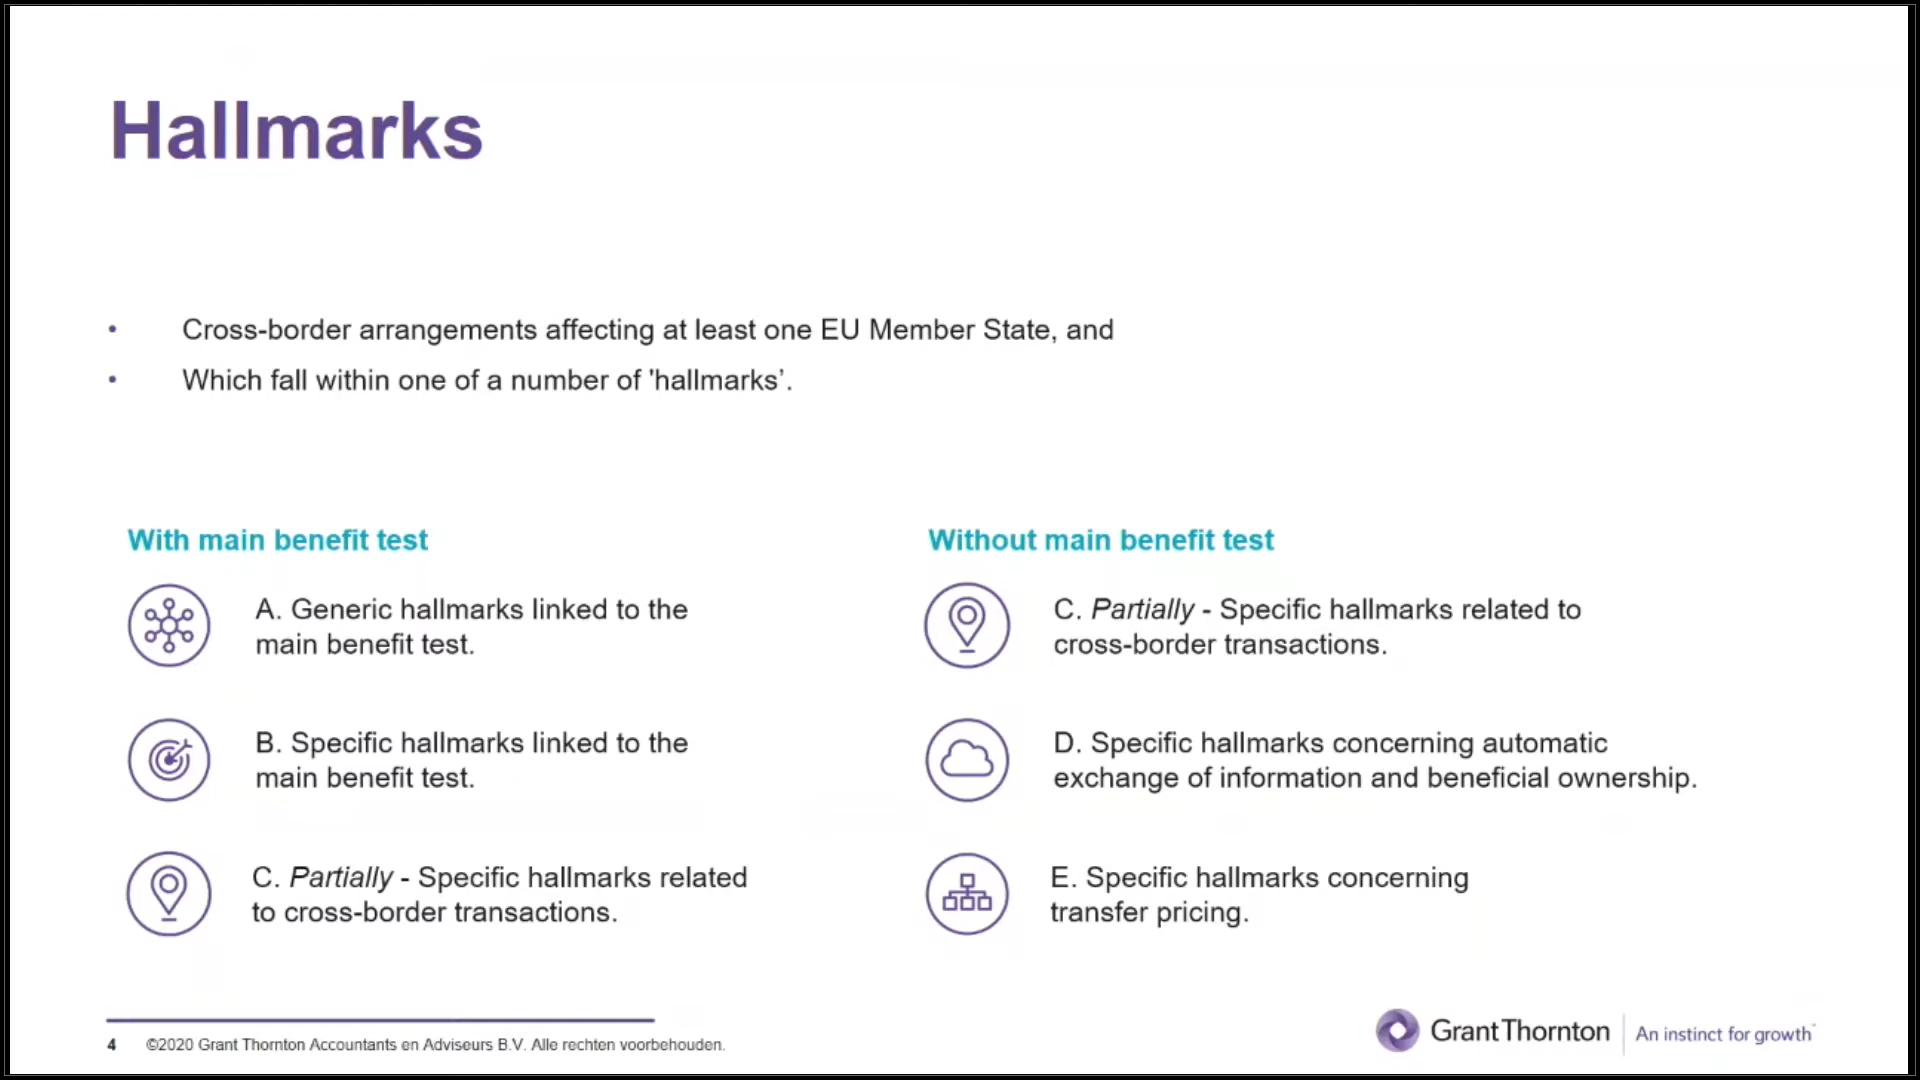 Hallmarks
• Cross-border arrangements affecting at least one EU Member State, and
• Which fall within one of a number of 'hallmarks’.
With main benefit test
A. Generic hallmarks linked to the
main benefit test.
B. Specific hallmarks linked to the
main benefit test.
C. Partially - Specific hallmarks related
to cross-border transactions.
Without main benefit test
C. Partially - Specific hallmarks related to
cross-border transactions.
D. Specific hallmarks concerning automatic
exchange of information and beneficial ownership.
E. Specific hallmarks concerning
transfer pricing.
4 ©2020 Grant Thornton Accountants en Adviseurs B.V. Alle rechten voorbehouden.
Grant Thornton | An instinct for growth™